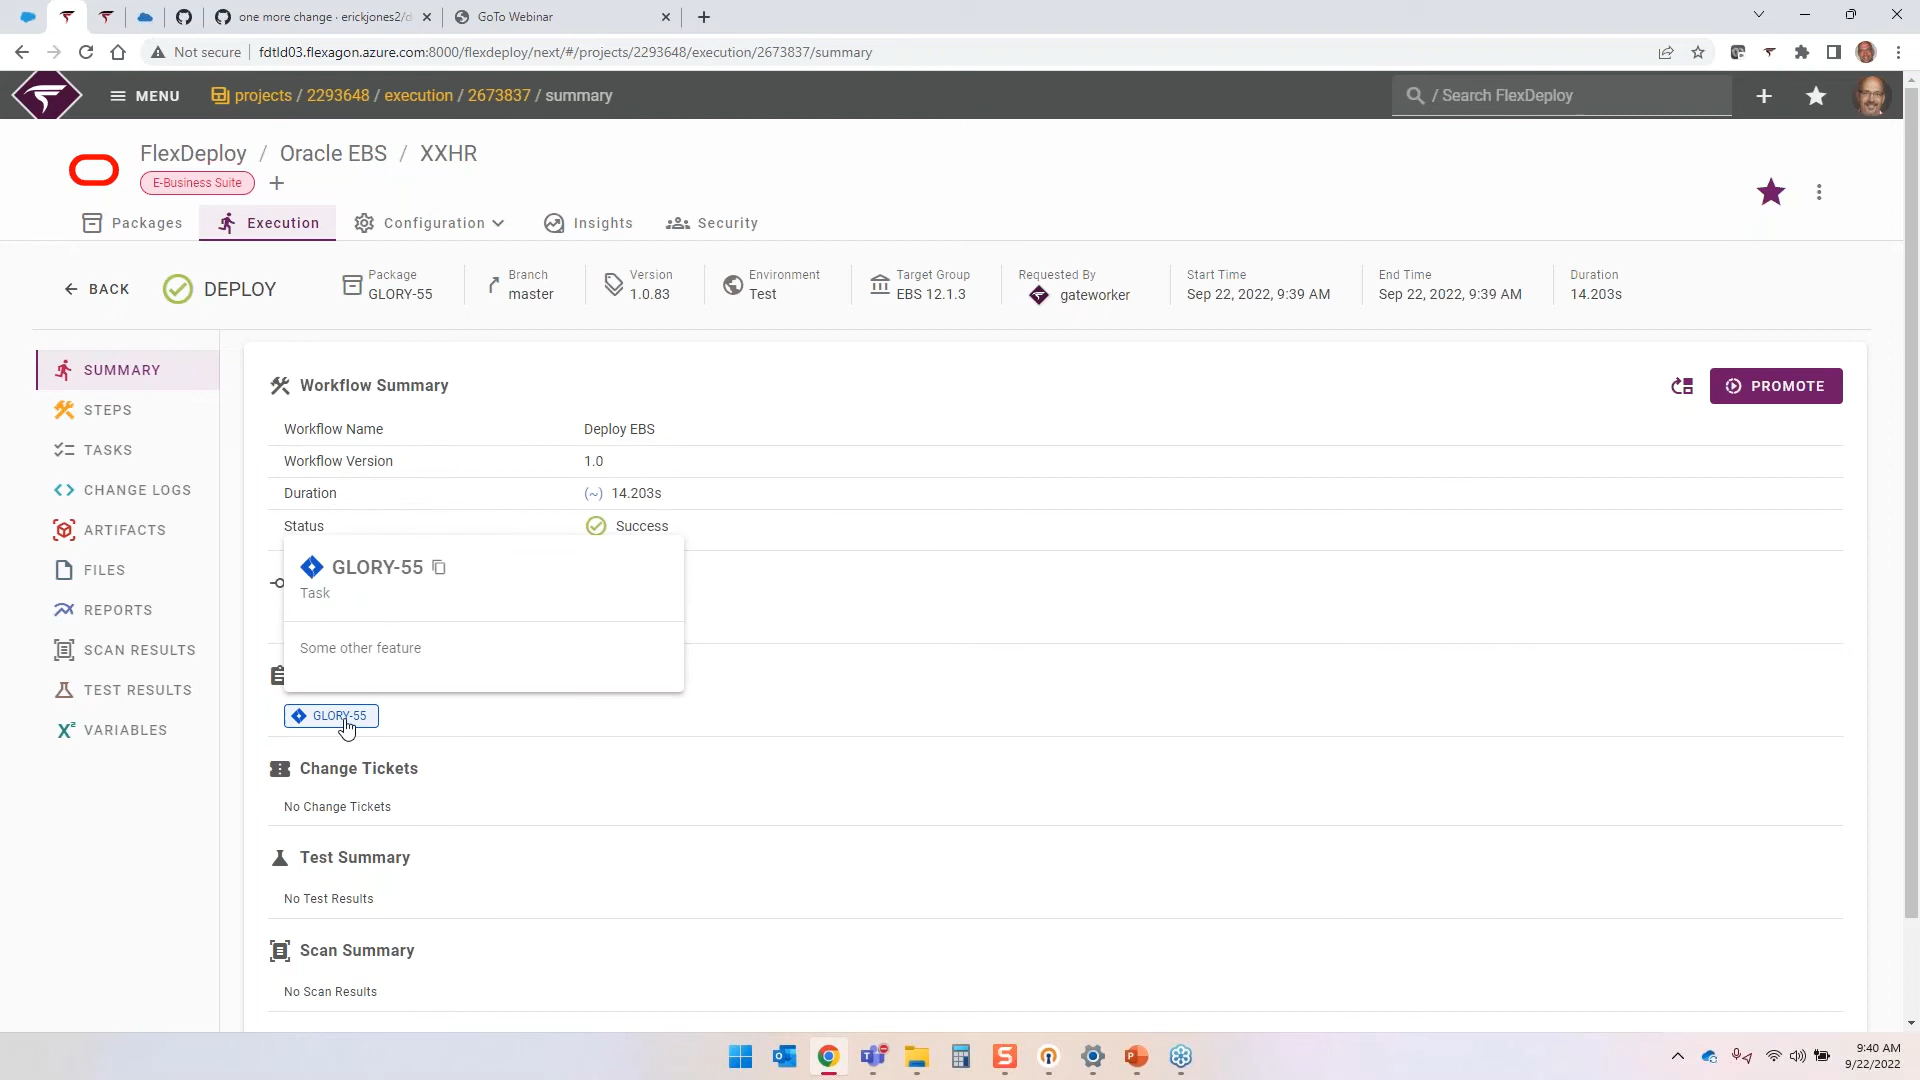 one more change · erickjones2/d
GoTo Webinar
Not secure
fdtld03.flexagon.azure.com:8000/flexdeploy/next/#/projects/2293648/execution/2673837/summary
MENU
projects / 2293648 / execution / 2673837 / summary
/ Search FlexDeploy
FlexDeploy / Oracle EBS / XXHR
E-Business Suite
Packages
Execution
Configuration
Insights
Security
BACK
DEPLOY
Package
GLORY-55
Branch
master
Version
1.0.83
Environment
Test
Target Group
EBS 12.1.3
Requested By
gateworker
Start Time
Sep 22, 2022, 9:39 AM
End Time
Sep 22, 2022, 9:39 AM
Duration
14.203s
SUMMARY
STEPS
TASKS
CHANGE LOGS
ARTIFACTS
FILES
REPORTS
SCAN RESULTS
TEST RESULTS
VARIABLES
Workflow Summary
PROMOTE
Workflow Name Deploy EBS
Workflow Version 1.0
Duration (~) 14.203s
Status Success
GLORY-55
Task
Some other feature
GLORY-55
Change Tickets
No Change Tickets
Test Summary
No Test Results
Scan Summary
No Scan Results
9:40 AM
9/22/2022